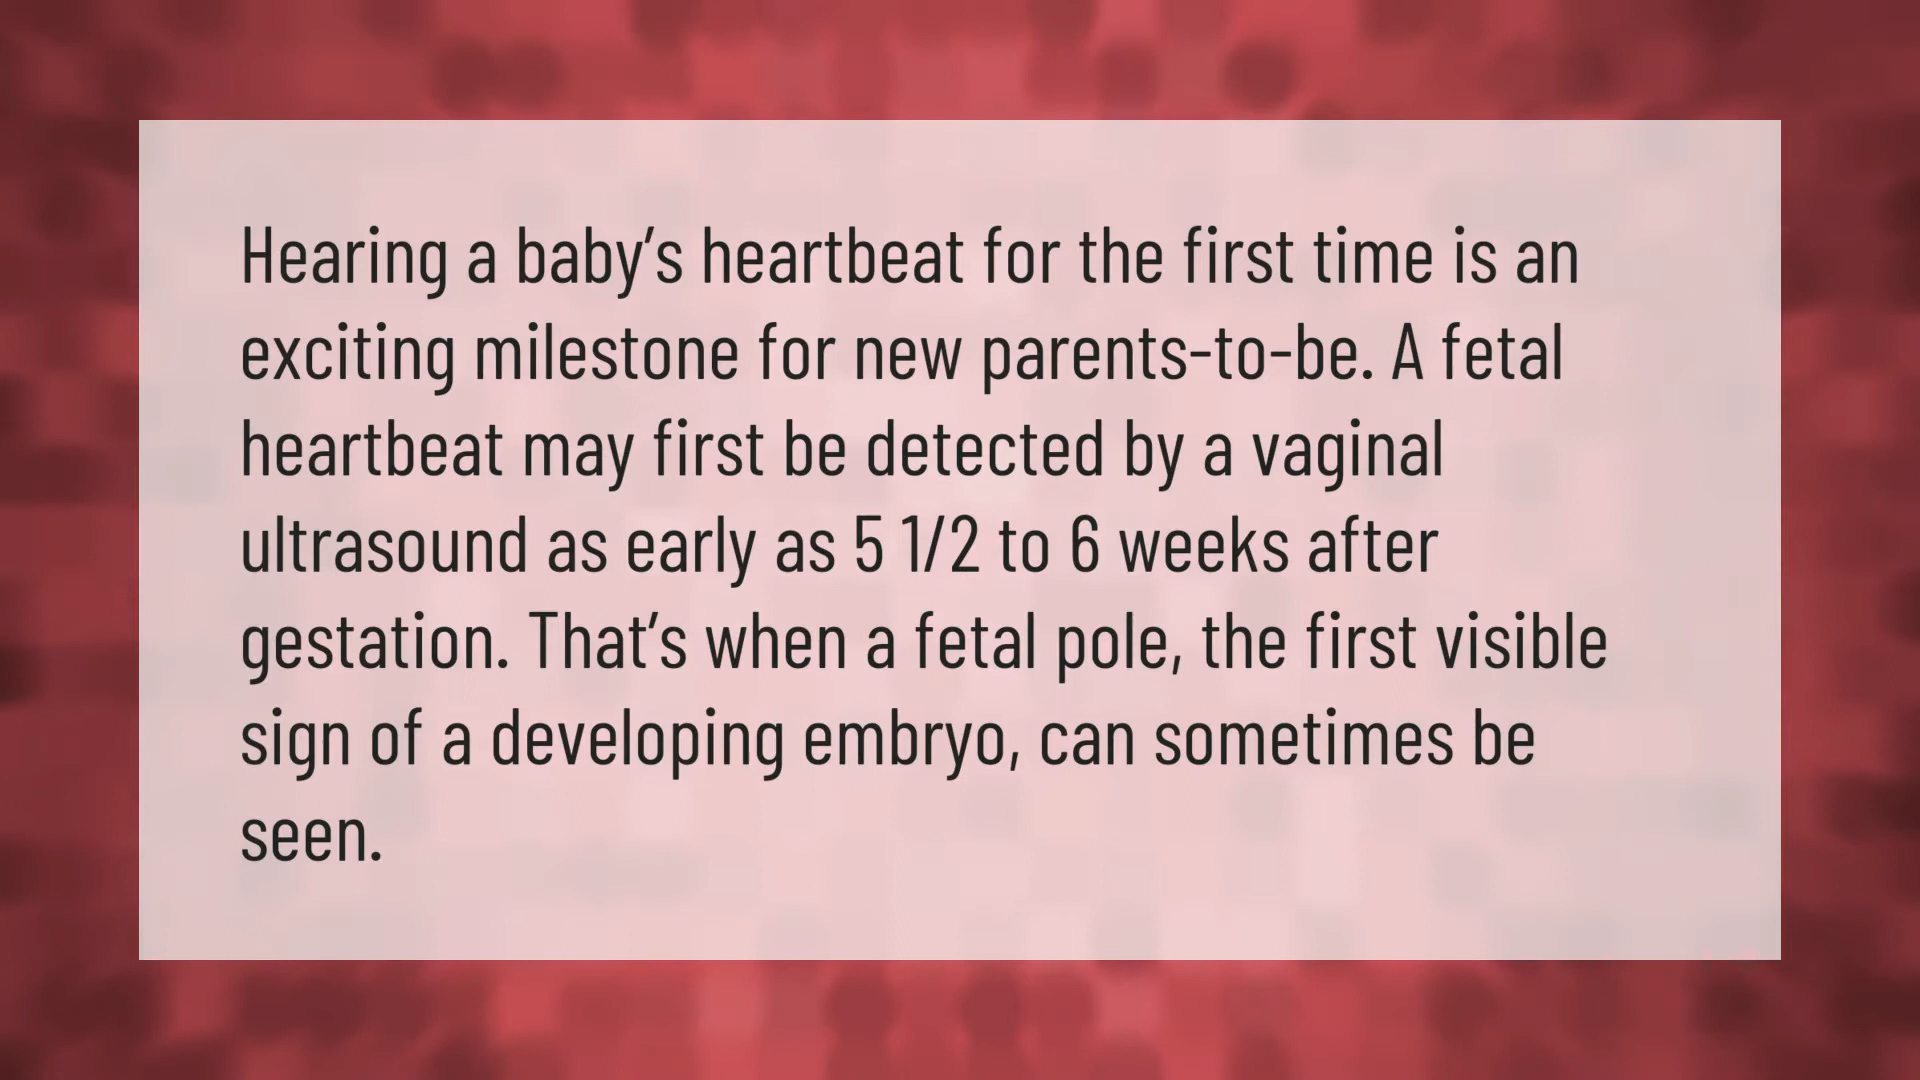 Hearing a baby’s heartbeat for the first time is an
exciting milestone for new parents-to-be. A fetal
heartbeat may first be detected by a vaginal
ultrasound as early as 5 1/2 to 6 weeks after
gestation. That’s when a fetal pole, the first visible
sign of a developing embryo, can sometimes be
seen.